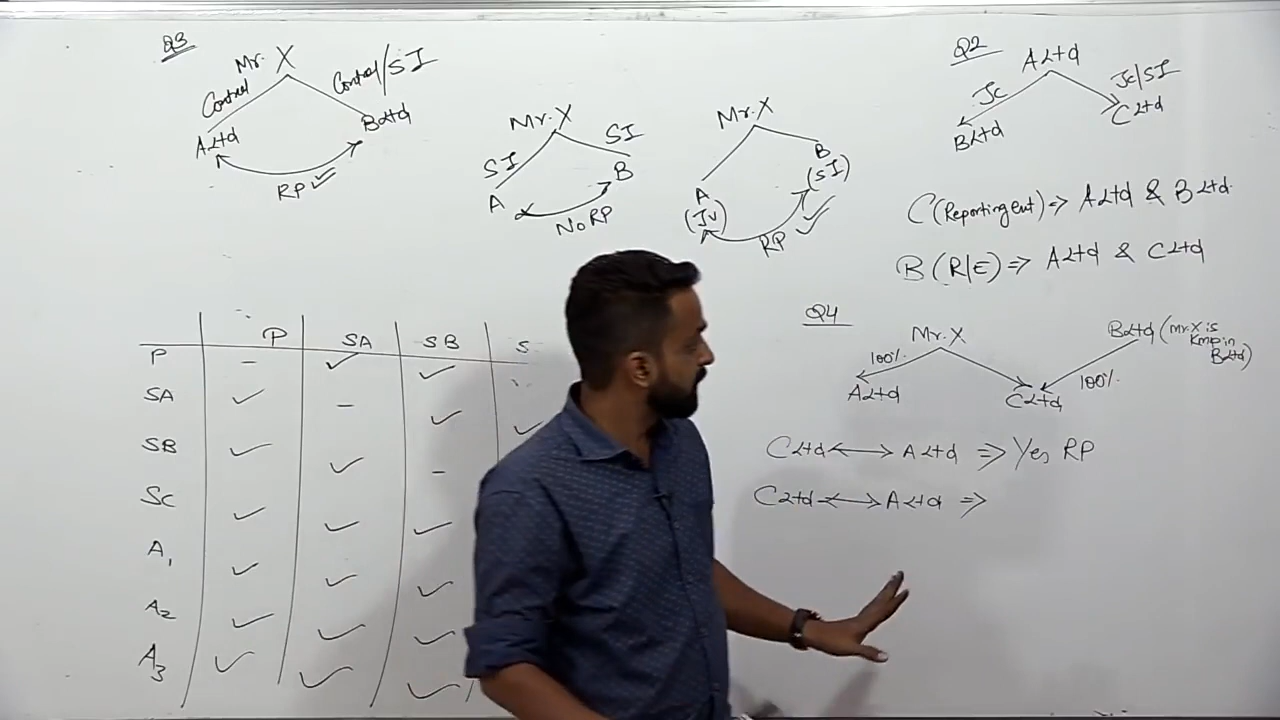 Q3
Mr. X
Control
Control/SI
A Ltd
B Ltd
RP ✓
Mr. X
SI
SI
A
B
No RP
Mr. X
A
(JV)
B
(SI)
RP ✓
Q2
A Ltd
Jc
Jc/SI
B Ltd
C Ltd
C (Reporting ent) => A Ltd & B Ltd
B (R/E) => A Ltd & C Ltd
P SA SB S
P - ✓ ✓
SA ✓ - ✓ ✓
SB ✓ ✓ -
SC ✓ ✓ ✓
A1 ✓ ✓ ✓
A2 ✓ ✓ ✓
A3 ✓ ✓ ✓
Q4
Mr. X
B Ltd (Mr. X is
Kmp in
B Ltd)
100%
100%
A Ltd
C Ltd
C Ltd <-> A Ltd => Yes RP
C Ltd <-> A Ltd =>